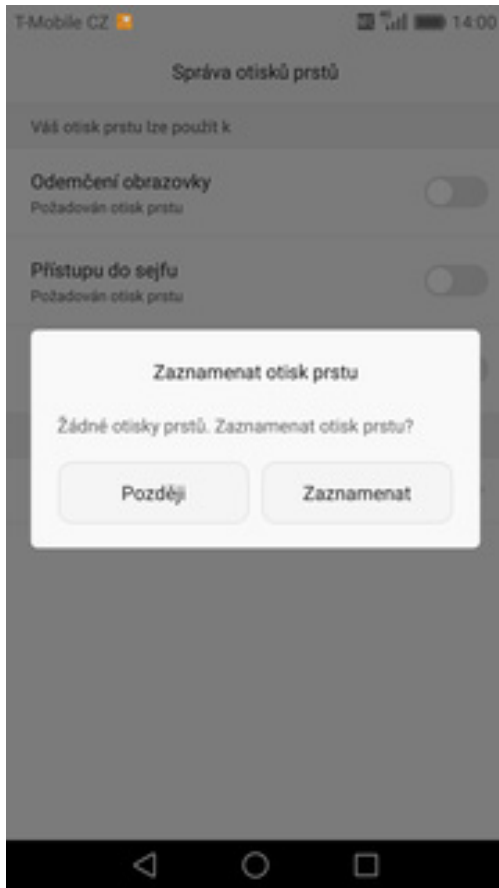 T-Mobile CZ
14:00
Správa otisků prstů
Váš otisk prstu lze použít k
Odemčení obrazovky
Požadován otisk prstu
Přístupu do sejfu
Požadován otisk prstu
Zaznamenat otisk prstu
Žádné otisky prstů. Zaznamenat otisk prstu?
Později
Zaznamenat